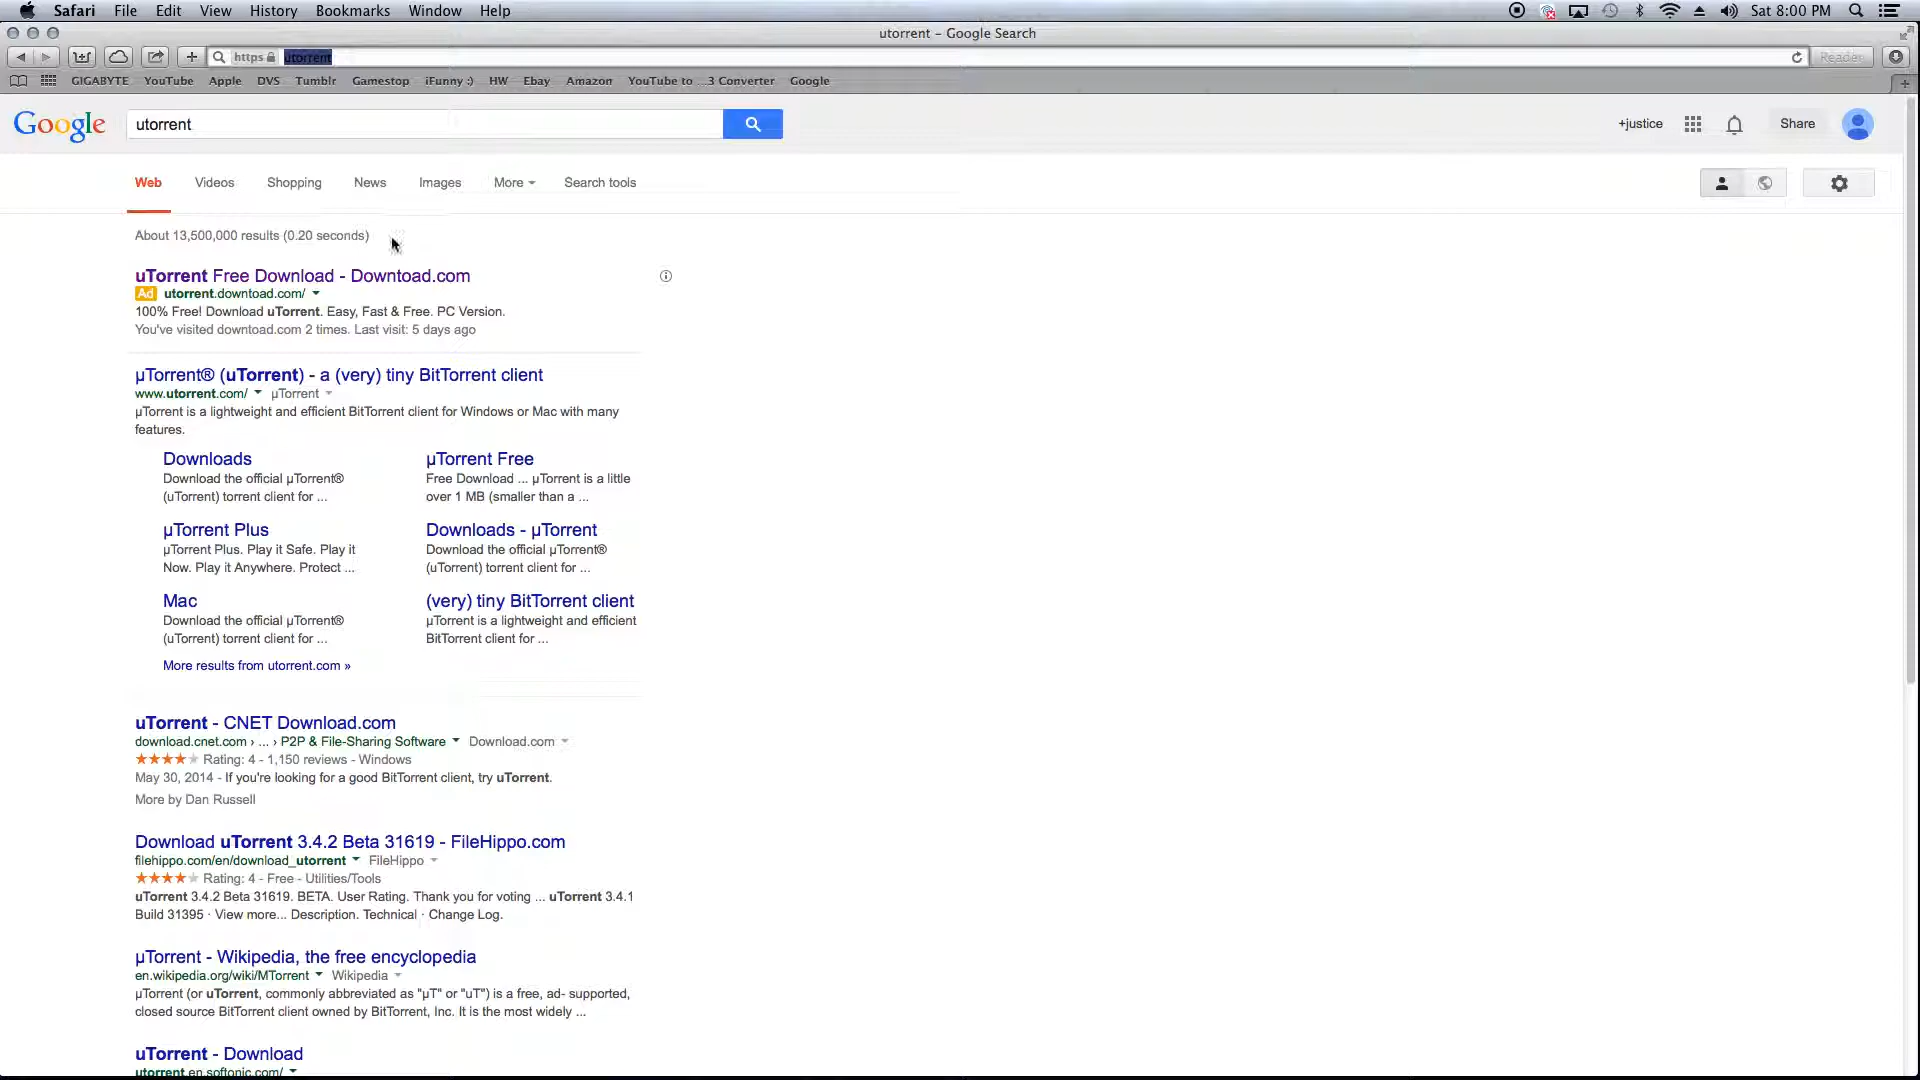 Safari File Edit View History Bookmarks Window Help Sat 8:00 PM
utorrent – Google Search
https utorrent Reader
GIGABYTE YouTube Apple DVS Tumblr Gamestop iFunny :) HW Ebay Amazon YouTube to ...3 Converter Google
Google utorrent +justice Share
Web Videos Shopping News Images More Search tools
About 13,500,000 results (0.20 seconds)
uTorrent Free Download - Downtoad.com
Ad utorrent.downtoad.com/
100% Free! Download uTorrent. Easy, Fast & Free. PC Version.
You've visited downtoad.com 2 times. Last visit: 5 days ago
µTorrent® (uTorrent) - a (very) tiny BitTorrent client
www.utorrent.com/ µTorrent
µTorrent is a lightweight and efficient BitTorrent client for Windows or Mac with many
features.
Downloads
Download the official µTorrent®
(uTorrent) torrent client for ...
µTorrent Free
Free Download ... µTorrent is a little
over 1 MB (smaller than a ...
µTorrent Plus
µTorrent Plus. Play it Safe. Play it
Now. Play it Anywhere. Protect ...
Downloads - µTorrent
Download the official µTorrent®
(uTorrent) torrent client for ...
Mac
Download the official µTorrent®
(uTorrent) torrent client for ...
(very) tiny BitTorrent client
µTorrent is a lightweight and efficient
BitTorrent client for ...
More results from utorrent.com »
uTorrent - CNET Download.com
download.cnet.com › ... › P2P & File-Sharing Software Download.com
Rating: 4 - 1,150 reviews - Windows
May 30, 2014 - If you're looking for a good BitTorrent client, try uTorrent.
More by Dan Russell
Download uTorrent 3.4.2 Beta 31619 - FileHippo.com
filehippo.com/en/download_utorrent FileHippo
Rating: 4 - Free - Utilities/Tools
uTorrent 3.4.2 Beta 31619. BETA. User Rating. Thank you for voting ... uTorrent 3.4.1
Build 31395 · View more... Description. Technical · Change Log.
µTorrent - Wikipedia, the free encyclopedia
en.wikipedia.org/wiki/MTorrent Wikipedia
µTorrent (or uTorrent, commonly abbreviated as "µT" or "uT") is a free, ad- supported,
closed source BitTorrent client owned by BitTorrent, Inc. It is the most widely ...
uTorrent - Download
utorrent.en.softonic.com/